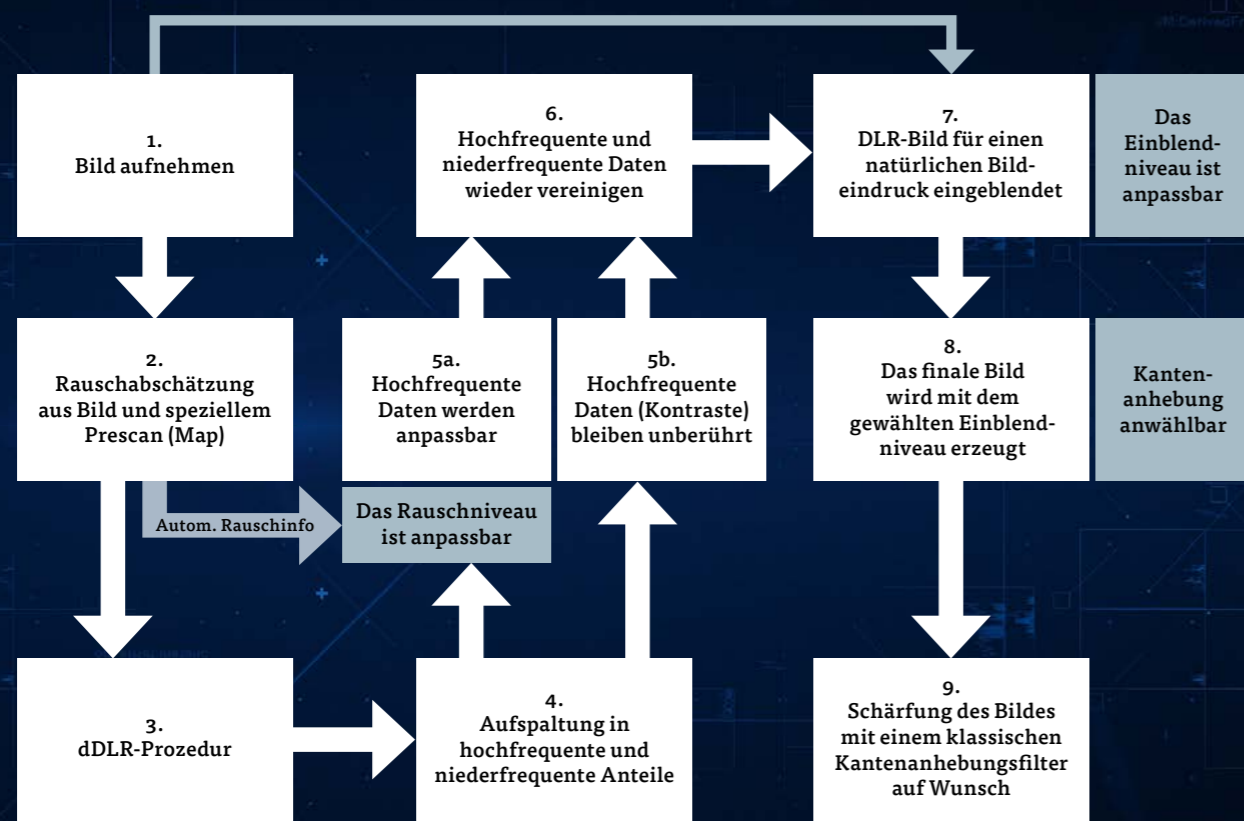 1.
Bild aufnehmen
2.
Rauschabschätzung
aus Bild und speziellem
Prescan (Map)
Autom. Rauschinfo
3.
dDLR-Prozedur
4.
Aufspaltung in
hochfrequente und
niederfrequente Anteile
Das Rauschniveau
ist anpassbar
5a.
Hochfrequente
Daten werden
anpassbar
5b.
Hochfrequente
Daten (Kontraste)
bleiben unberührt
6.
Hochfrequente und
niederfrequente Daten
wieder vereinigen
7.
DLR-Bild für einen
natürlichen Bild-
eindruck eingeblendet
Das
Einblend-
niveau ist
anpassbar
8.
Das finale Bild
wird mit dem
gewählten Einblend-
niveau erzeugt
Kanten-
anhebung
anwählbar
9.
Schärfung des Bildes
mit einem klassischen
Kantenanhebungsfilter
auf Wunsch